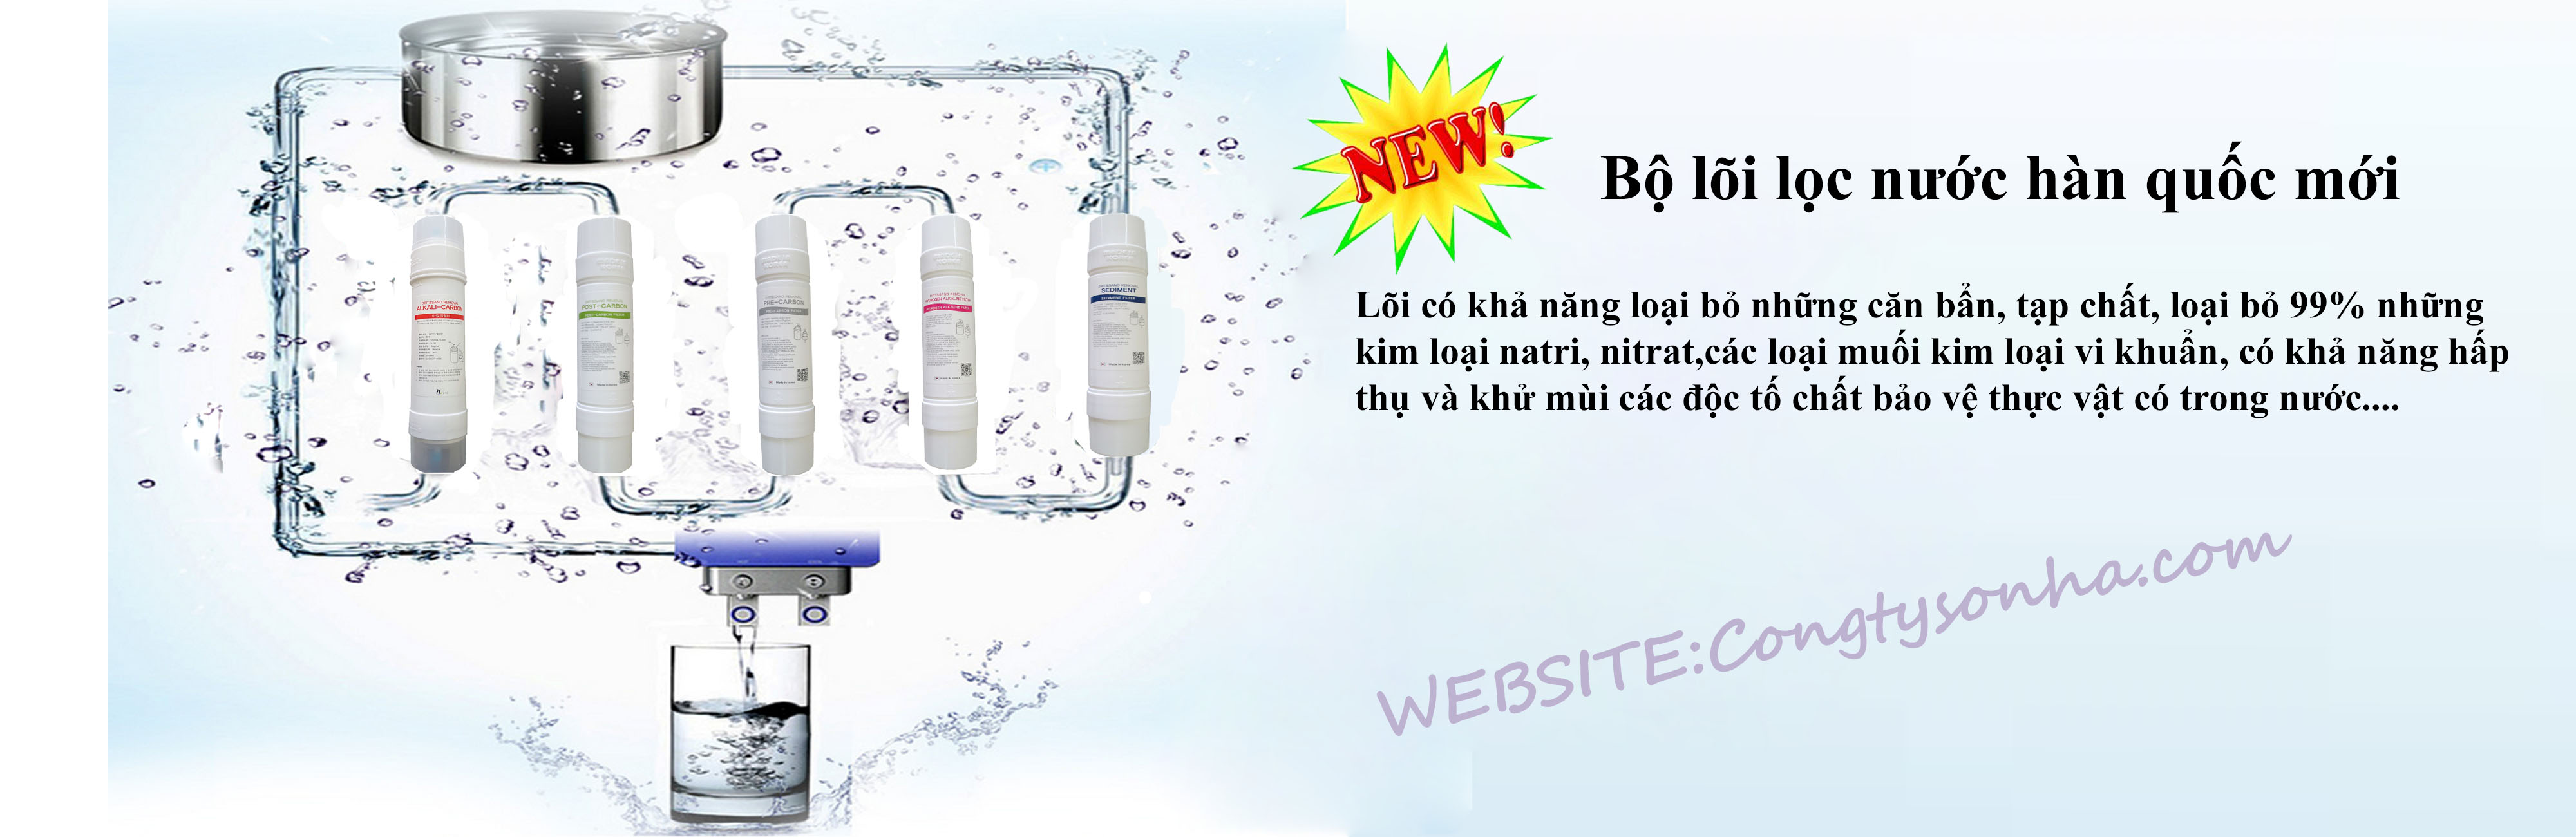 NEW!
Bộ lõi lọc nước hàn quốc mới
Lõi có khả năng loại bỏ những căn bẩn, tạp chất, loại bỏ 99% những
kim loại natri, nitrat,các loại muối kim loại vi khuẩn, có khả năng hấp
thụ và khử mùi các độc tố chất bảo vệ thực vật có trong nước....
WEBSITE:Congtysonha.com
ALKALI-CARBON
POST-CARBON
PRE-CARBON
SEDIMENT
SEDIMENT FILTER